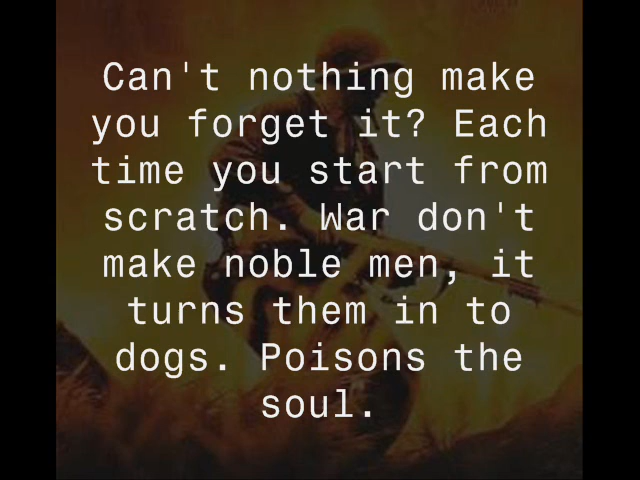 Can't nothing make
you forget it? Each
time you start from
scratch. War don't
make noble men, it
turns them in to
dogs. Poisons the
soul.